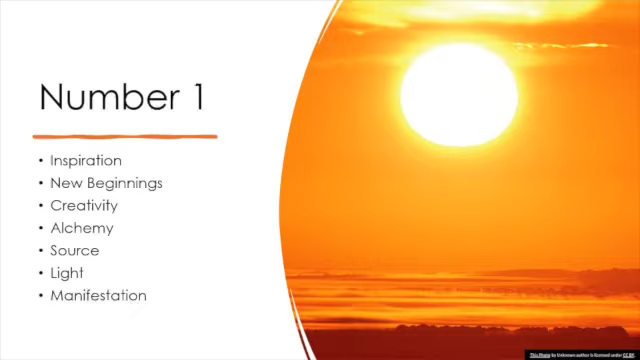 Number 1
• Inspiration
• New Beginnings
• Creativity
• Alchemy
• Source
• Light
• Manifestation
This Photo by Unknown author is licensed under CC BY.